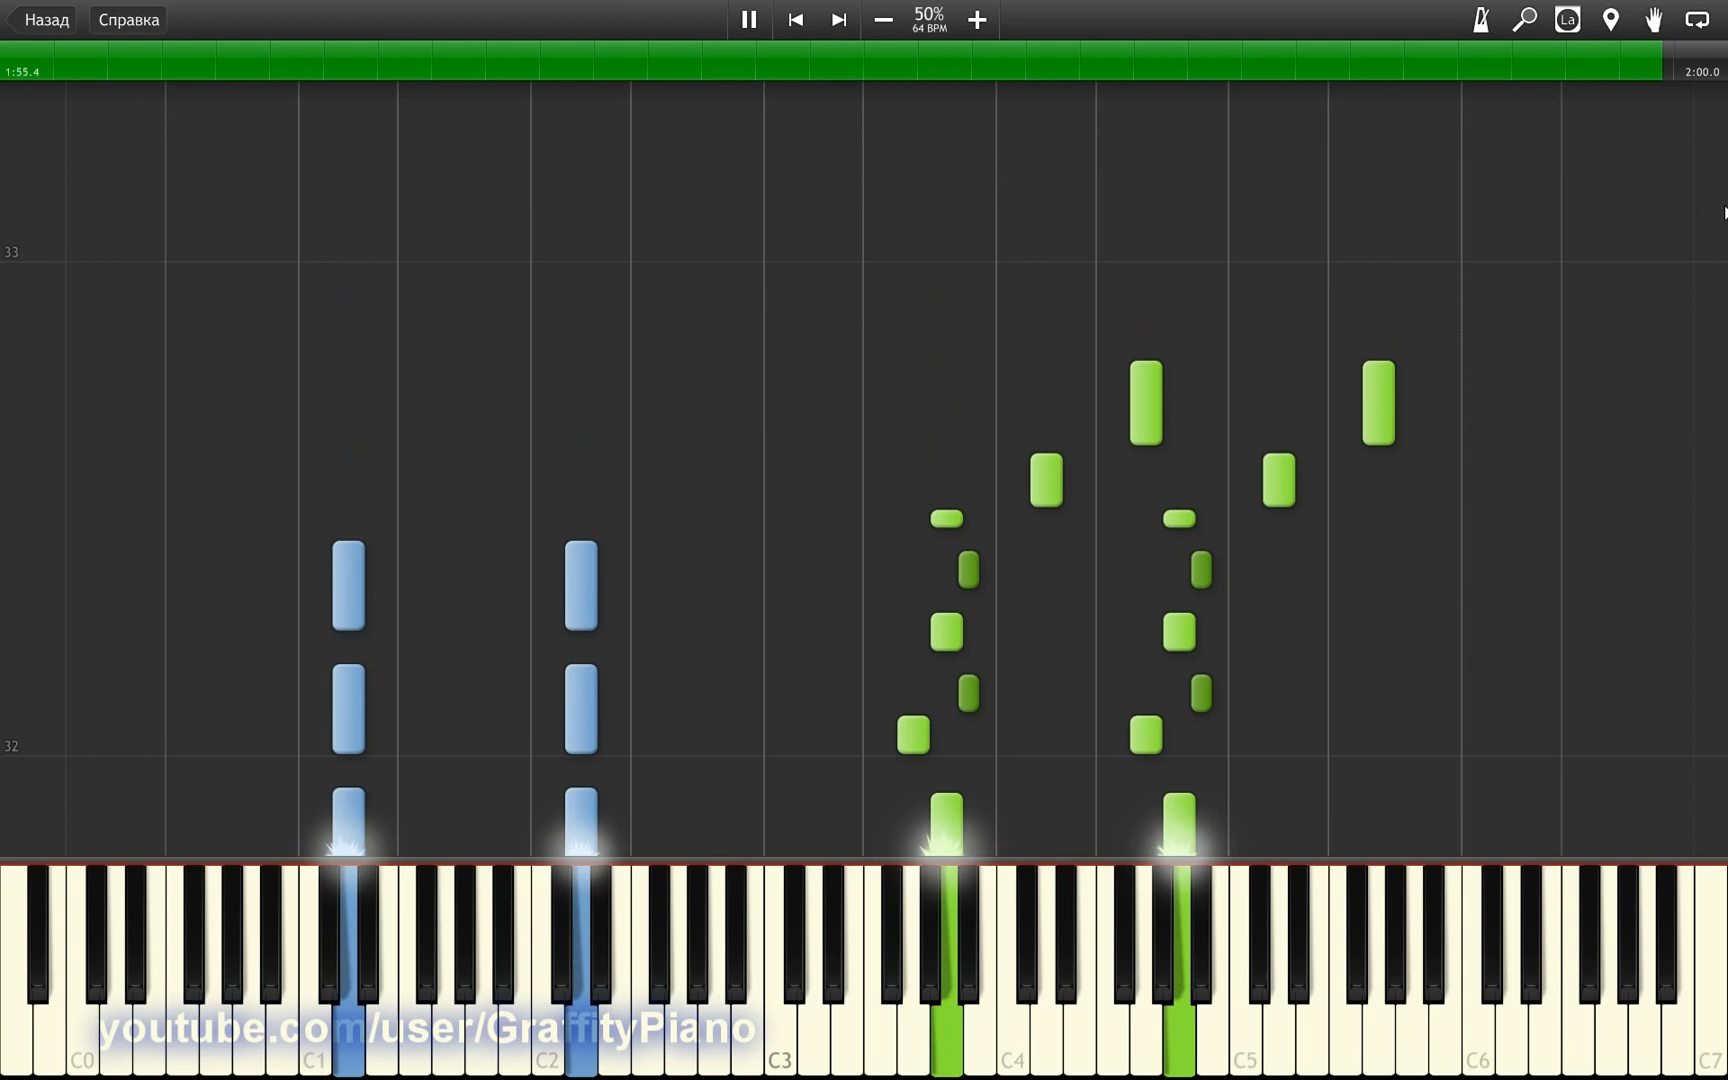 Назад
Справка
50%
64 BPM
La
1:55.4
2:00.0
33
32
youtube.com/user/GraffityPiano
C0
C1
C2
C3
C4
C5
C6
C7